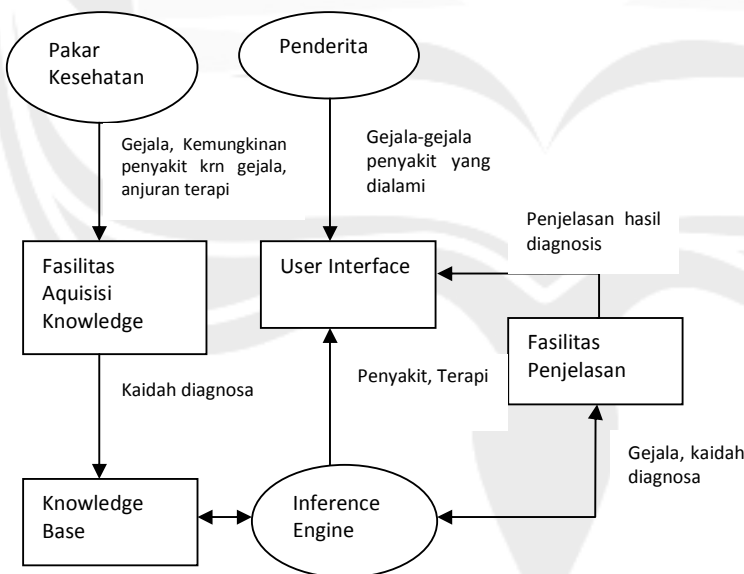 Pakar
Kesehatan
Penderita
Gejala, Kemungkinan
penyakit krn gejala,
anjuran terapi
Gejala-gejala
penyakit yang
dialami
Penjelasan hasil
diagnosis
Fasilitas
Aquisisi
Knowledge
User Interface
Fasilitas
Penjelasan
Kaidah diagnosa
Penyakit, Terapi
Gejala, kaidah
diagnosa
Knowledge
Base
Inference
Engine